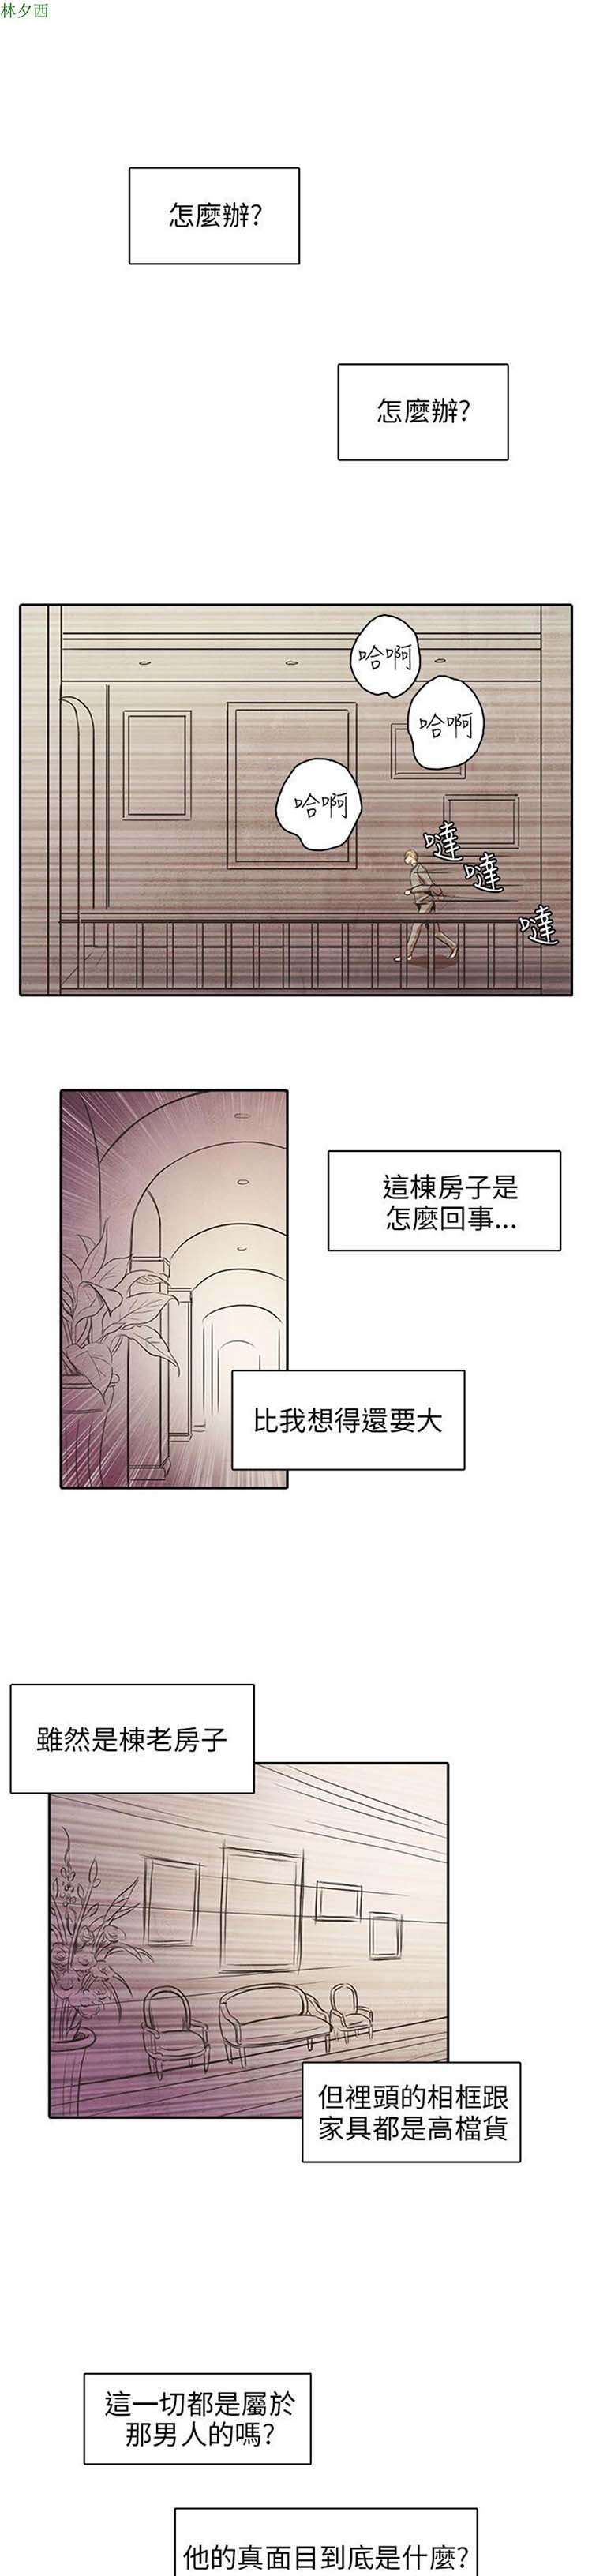 林夕西
怎麼辦?
怎麼辦?
哈啊
哈啊
哈啊
噠
噠
噠
這棟房子是
怎麼回事...
比我想得還要大
雖然是棟老房子
但裡頭的相框跟
家具都是高檔貨
這一切都是屬於
那男人的嗎?
他的真面目到底是什麼?